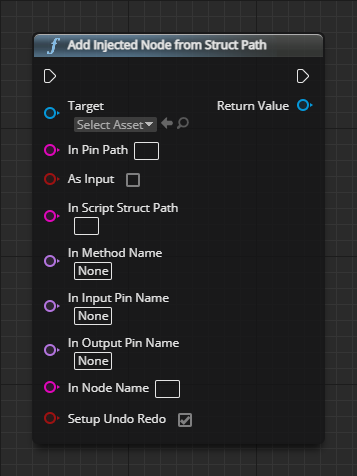 f Add Injected Node from Struct Path
Target Return Value
Select Asset
In Pin Path
As Input
In Script Struct Path
In Method Name
None
In Input Pin Name
None
In Output Pin Name
None
In Node Name
Setup Undo Redo